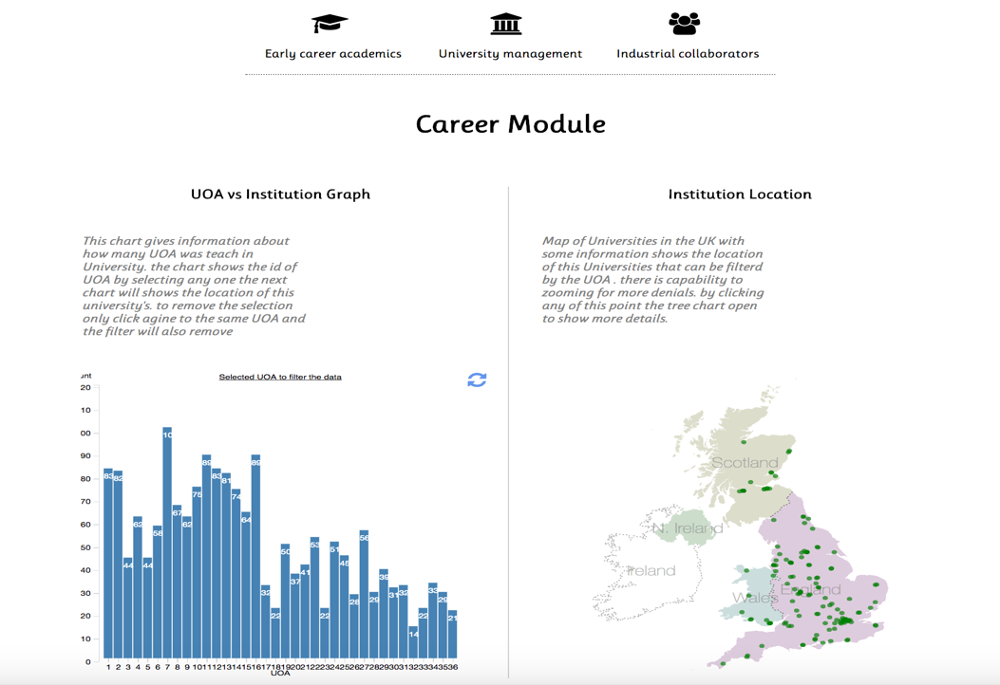 Early career academics
University management
Industrial collaborators
Career Module
UOA vs Institution Graph
This chart gives information about
how many UOA was teach in
University. the chart shows the id of
UOA by selecting any one the next
chart will shows the location of this
university's. to remove the selection
only click agine to the same UOA and
the filter will also remove
unt
Selected UOA to filter the data
20
10
00
90
80
70
60
50
40
30
20
10
0
83 82 44 62 44 58 10 67 62 75 89 83 81 74 64 89 32 22 50 37 41 53 22 51 45 28 56 29 39 31 32 14 22 33 29 21
1 2 3 4 5 6 7 8 9 10 11 12 13 14 15 16 17 18 19 20 21 22 23 24 25 26 27 28 29 30 31 32 33 34 35 36
UOA
Institution Location
Map of Universities in the UK with
some information shows the location
of this Universities that can be filterd
by the UOA . there is capability to
zooming for more denials. by clicking
any of this point the tree chart open
to show more details.
Scotland
N. Ireland
Ireland
England
Wales